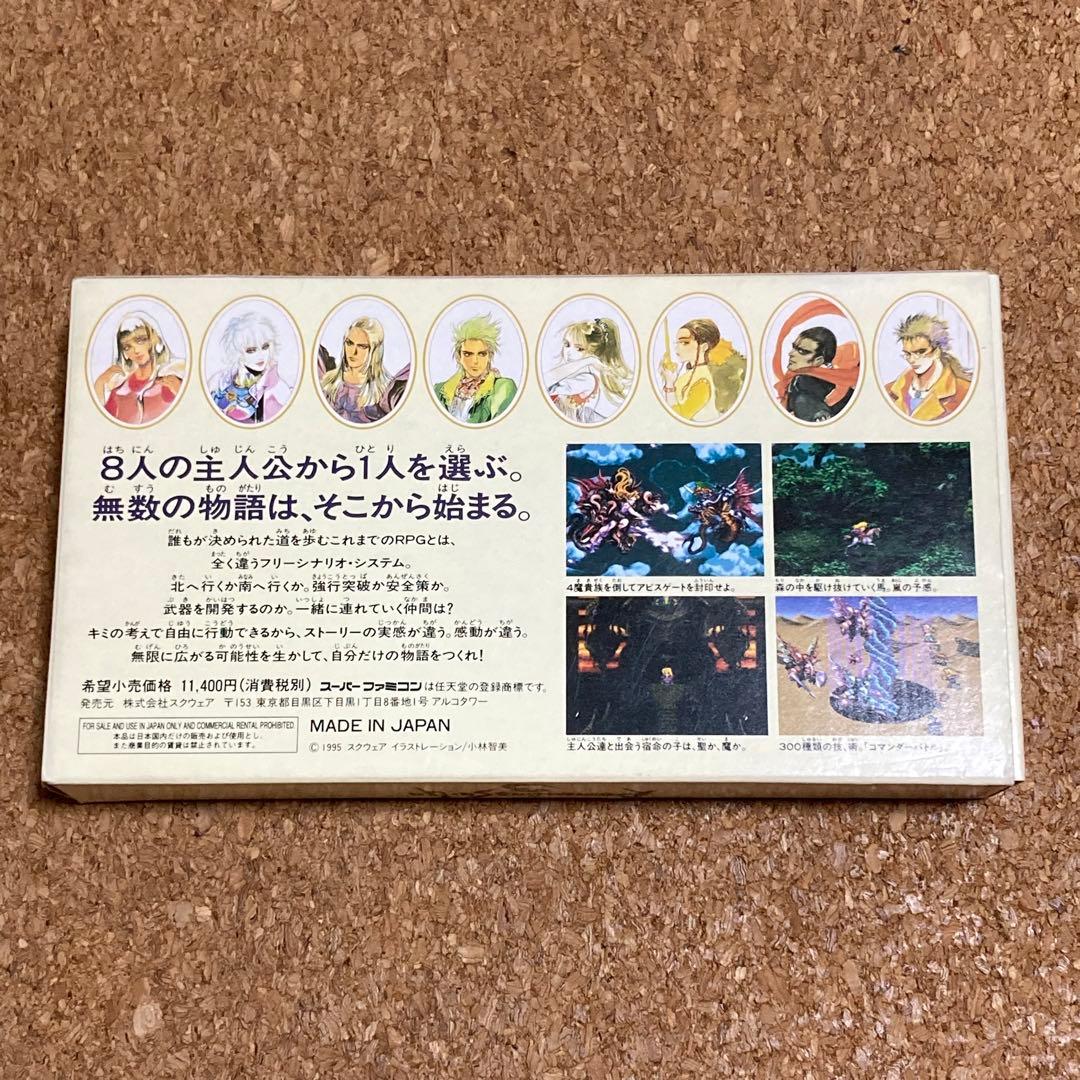 8人の主人公から1人を選ぶ。
無数の物語は、そこから始まる。
誰もが決められた道を歩むこれまでのRPGとは、
全く違うフリーシナリオ・システム。
北へ行くか南へ行くか。強行突破か安全策か。
武器を開発するのか。一緒に連れていく仲間は?
キミの考えで自由に行動できるから、ストーリーの実感が違う。感動が違う。
無限に広がる可能性を生かして、自分だけの物語をつくれ!
希望小売価格 11,400円(消費税別) スーパーファミコンは任天堂の登録商標です。
発売元 株式会社スクウェア 〒153 東京都目黒区下目黒1丁目8番地1号 アルコタワー
FOR SALE AND USE IN JAPAN ONLY AND COMMERCIAL RENTAL PROHIBITED.
本品は日本国内だけの販売および使用とし、
また商業目的の賃貸は禁止されています。
MADE IN JAPAN
© 1995 スクウェア イラストレーション/小林智美
4魔貴族を倒してアビスゲートを封印せよ。
森の中を駆け抜けていく馬。嵐の予感。
主人公達と出会う宿命の子は、聖か、魔か。
300種類の技、術。「コマンダーバトル」。